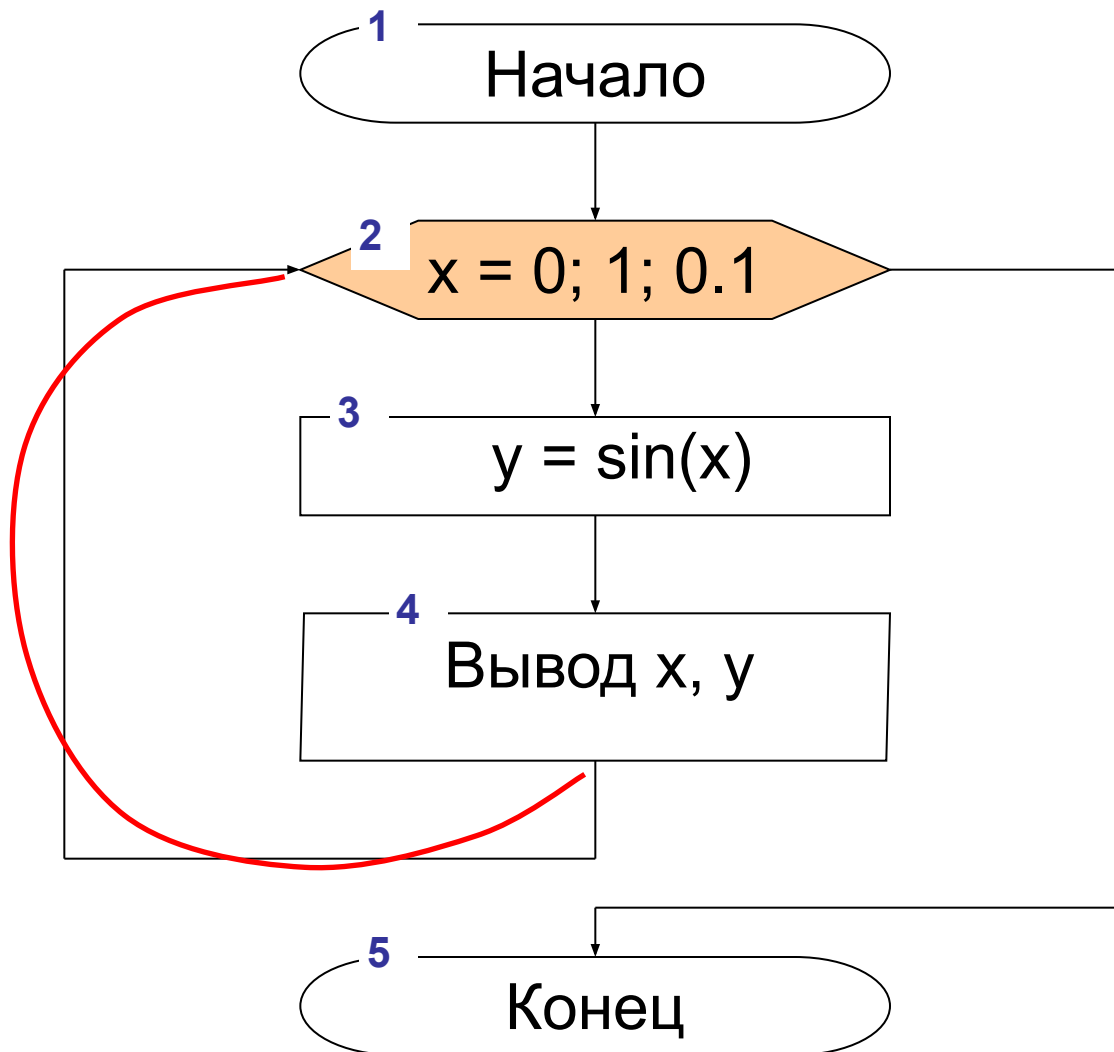 1
Начало
2
x = 0; 1; 0.1
3
y = sin(x)
4
Вывод x, y
5
Конец